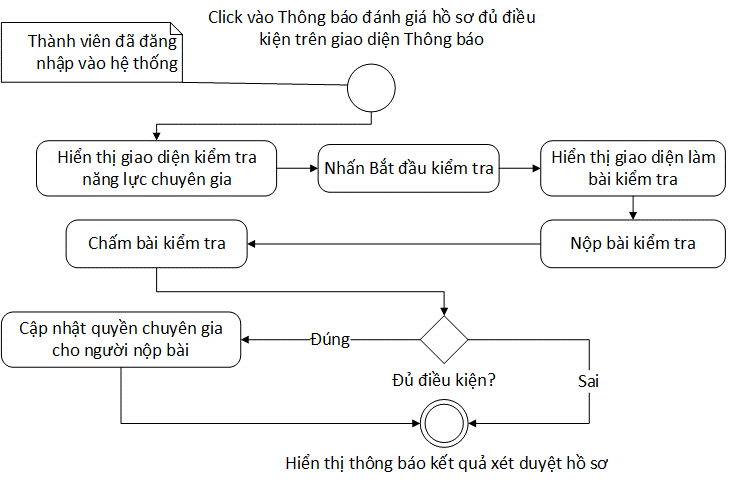 Click vào Thông báo đánh giá hồ sơ đủ điều
kiện trên giao diện Thông báo
Thành viên đã đăng
nhập vào hệ thống
Hiển thị giao diện kiểm tra
năng lực chuyên gia
Nhấn Bắt đầu kiểm tra
Hiển thị giao diện làm
bài kiểm tra
Chấm bài kiểm tra
Nộp bài kiểm tra
Cập nhật quyền chuyên gia
cho người nộp bài
Đúng
Đủ điều kiện?
Sai
Hiển thị thông báo kết quả xét duyệt hồ sơ